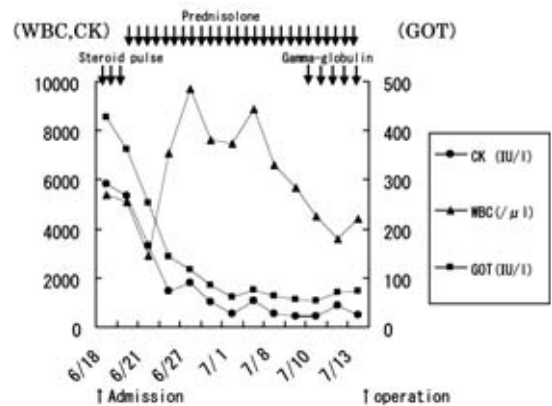 Prednisolone
(WBC,CK) (GOT)
Steroid pulse Gamma-globulin
10000 500
8000 400
6000 300
4000 200
2000 100
0 0
CK (IU/l)
WBC(/μl)
GOT(IU/l)
6/18 6/21 6/27 7/1 7/8 7/10 7/13
↑Admission ↑operation